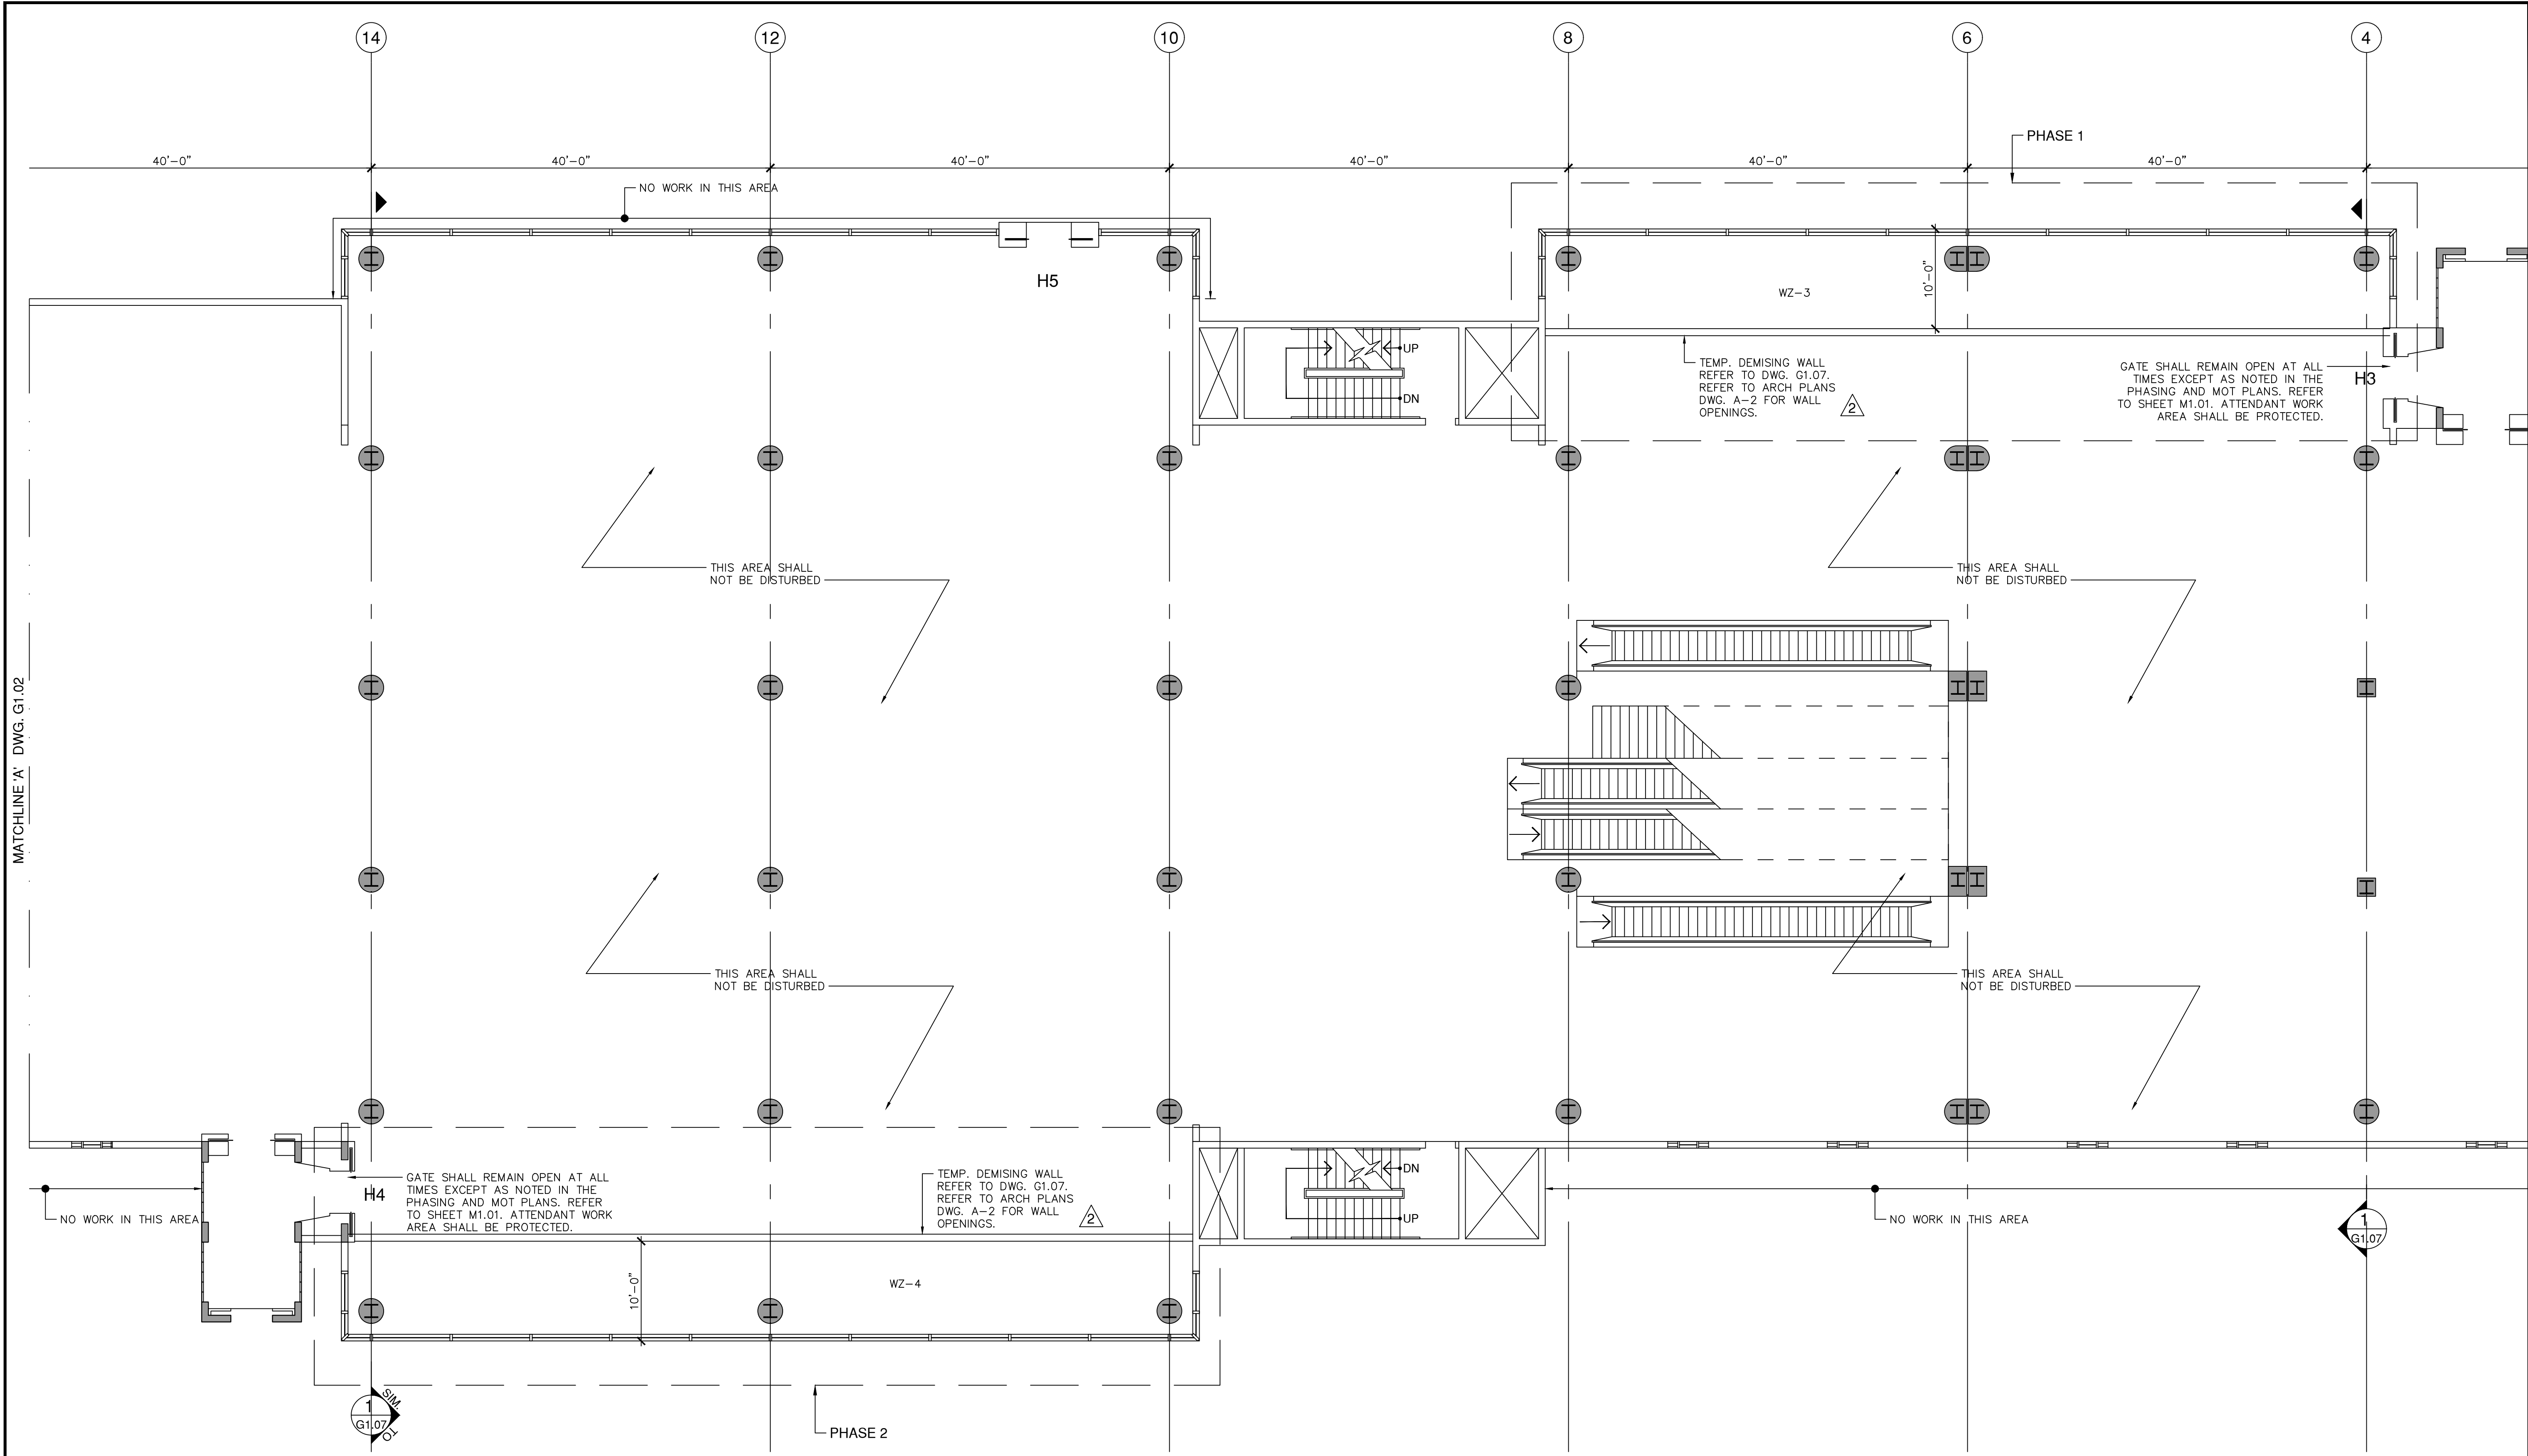 14
12
10
8
6
4
PHASE 1
40'-0"
40'-0"
40'-0"
40'-0"
40'-0"
40'-0"
NO WORK IN THIS AREA
H5
WZ-3
10'-0"
UP
DN
TEMP. DEMISING WALL
REFER TO DWG. G1.07.
REFER TO ARCH PLANS
DWG. A-2 FOR WALL
OPENINGS.
2
GATE SHALL REMAIN OPEN AT ALL
TIMES EXCEPT AS NOTED IN THE
PHASING AND MOT PLANS. REFER
TO SHEET M1.01. ATTENDANT WORK
AREA SHALL BE PROTECTED.
H3
THIS AREA SHALL
NOT BE DISTURBED
THIS AREA SHALL
NOT BE DISTURBED
MATCHLINE 'A' DWG. G1.02
THIS AREA SHALL
NOT BE DISTURBED
THIS AREA SHALL
NOT BE DISTURBED
NO WORK IN THIS AREA
H4
GATE SHALL REMAIN OPEN AT ALL
TIMES EXCEPT AS NOTED IN THE
PHASING AND MOT PLANS. REFER
TO SHEET M1.01. ATTENDANT WORK
AREA SHALL BE PROTECTED.
TEMP. DEMISING WALL
REFER TO DWG. G1.07.
REFER TO ARCH PLANS
DWG. A-2 FOR WALL
OPENINGS.
2
DN
UP
NO WORK IN THIS AREA
1
G1.07
10'-0"
WZ-4
1
G1.07
SIM.
TO
PHASE 2